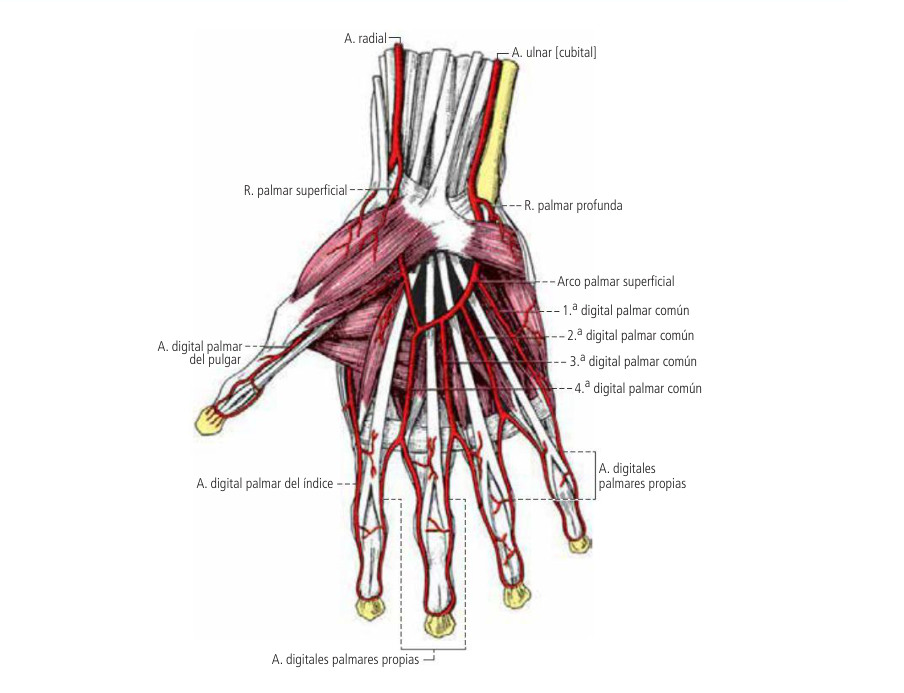 A. radial
A. ulnar [cubital]
R. palmar superficial
R. palmar profunda
Arco palmar superficial
1.ª digital palmar común
2.ª digital palmar común
A. digital palmar
del pulgar
3.ª digital palmar común
4.ª digital palmar común
A. digitales
palmares propias
A. digital palmar del índice
A. digitales palmares propias